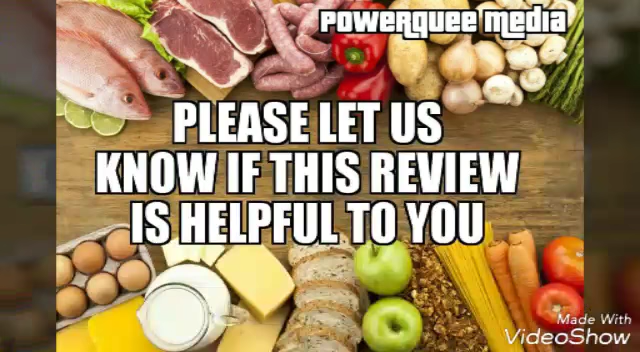 POWERQUEE MEDIA
PLEASE LET US
KNOW IF THIS REVIEW
IS HELPFUL TO YOU
Made With
VideoShow